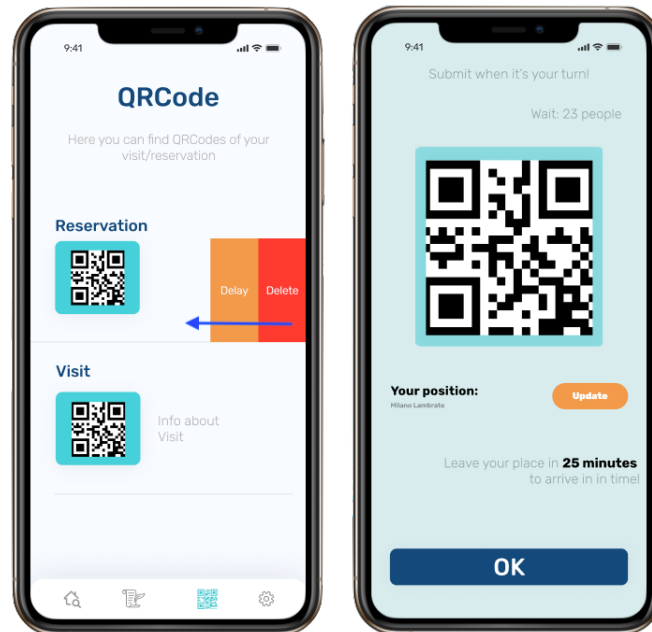 9:41
QRCode
Here you can find QRCodes of your
visit/reservation
Reservation
Delay
Delete
Visit
Info about
Visit
9:41
Submit when it's your turn!
Wait: 23 people
Your position:
Milano Lambrate
Update
Leave your place in 25 minutes
to arrive in in time!
OK